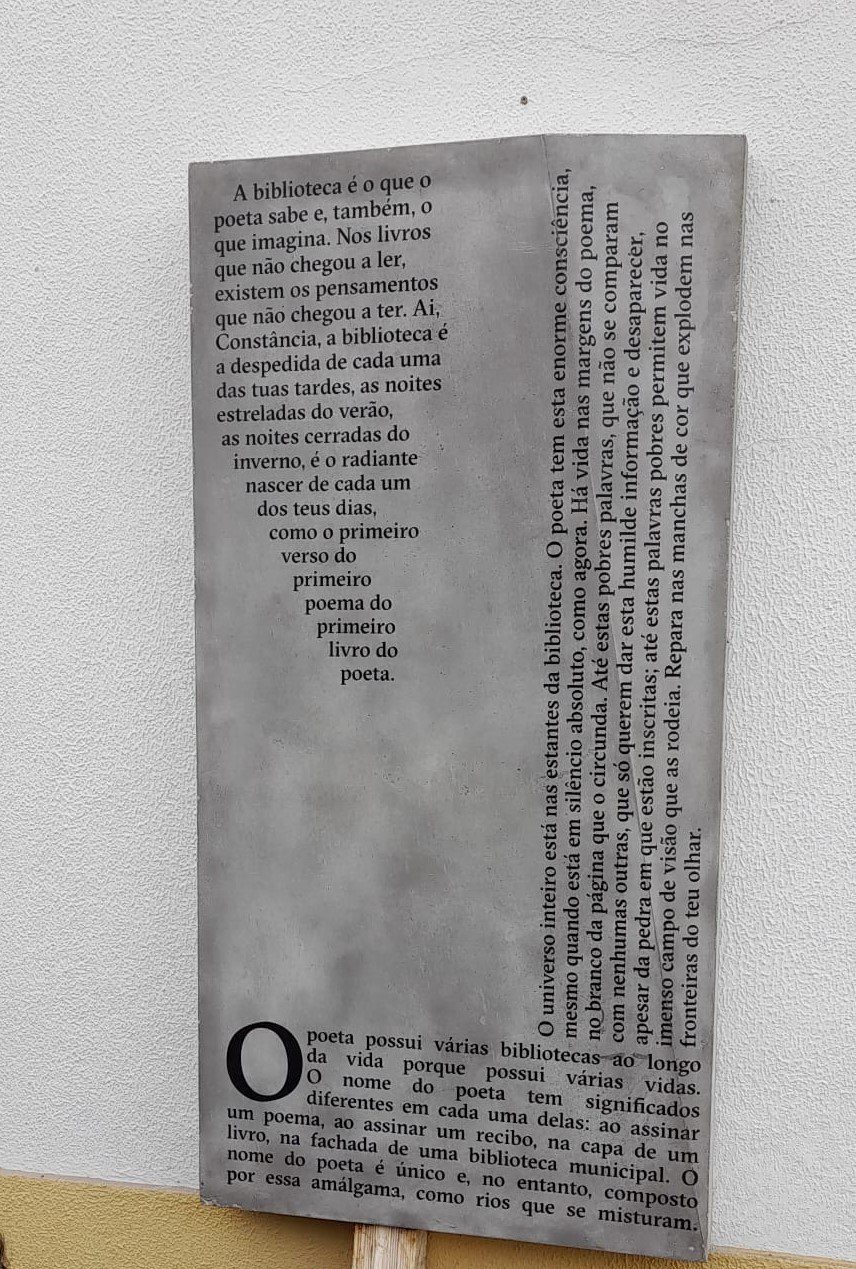 A biblioteca é o que o
poeta sabe e, também, o
que imagina. Nos livros
que não chegou a ler,
existem os pensamentos
que não chegou a ter. Ai,
Constância, a biblioteca é
a despedida de cada uma
das tuas tardes, as noites
estreladas do verão,
as noites cerradas do
inverno, é o radiante
nascer de cada um
dos teus dias,
como o primeiro
verso do
primeiro
poema do
primeiro
livro do
poeta.
O universo inteiro está nas estantes da biblioteca. O poeta tem esta enorme consciência,
mesmo quando está em silêncio absoluto, como agora. Há vida nas margens do poema,
no branco da página que o circunda. Até estas pobres palavras, que não se comparam
com nenhumas outras, que só querem dar esta humilde informação e desaparecer,
apesar da pedra em que estão inscritas; até estas palavras pobres permitem vida no
imenso campo de visão que as rodeia. Repara nas manchas de cor que explodem nas
fronteiras do teu olhar.
O poeta possui várias bibliotecas ao longo
da vida porque possui várias vidas.
O nome do poeta tem significados
diferentes em cada uma delas: ao assinar
um poema, ao assinar um recibo, na capa de um
livro, na fachada de uma biblioteca municipal. O
nome do poeta é único e, no entanto, composto
por essa amálgama, como rios que se misturam.